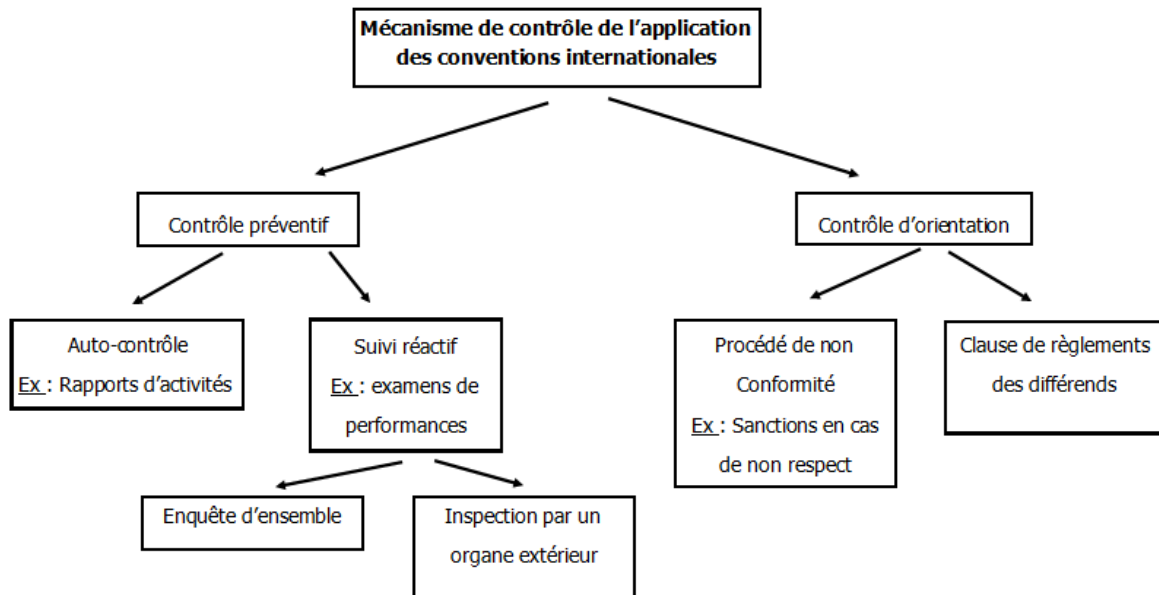 Mécanisme de contrôle de l'application
des conventions internationales
Contrôle préventif
Contrôle d'orientation
Auto-contrôle
Ex : Rapports d'activités
Suivi réactif
Ex : examens de
performances
Procédé de non
Conformité
Ex : Sanctions en cas
de non respect
Clause de règlements
des différends
Enquête d'ensemble
Inspection par un
organe extérieur